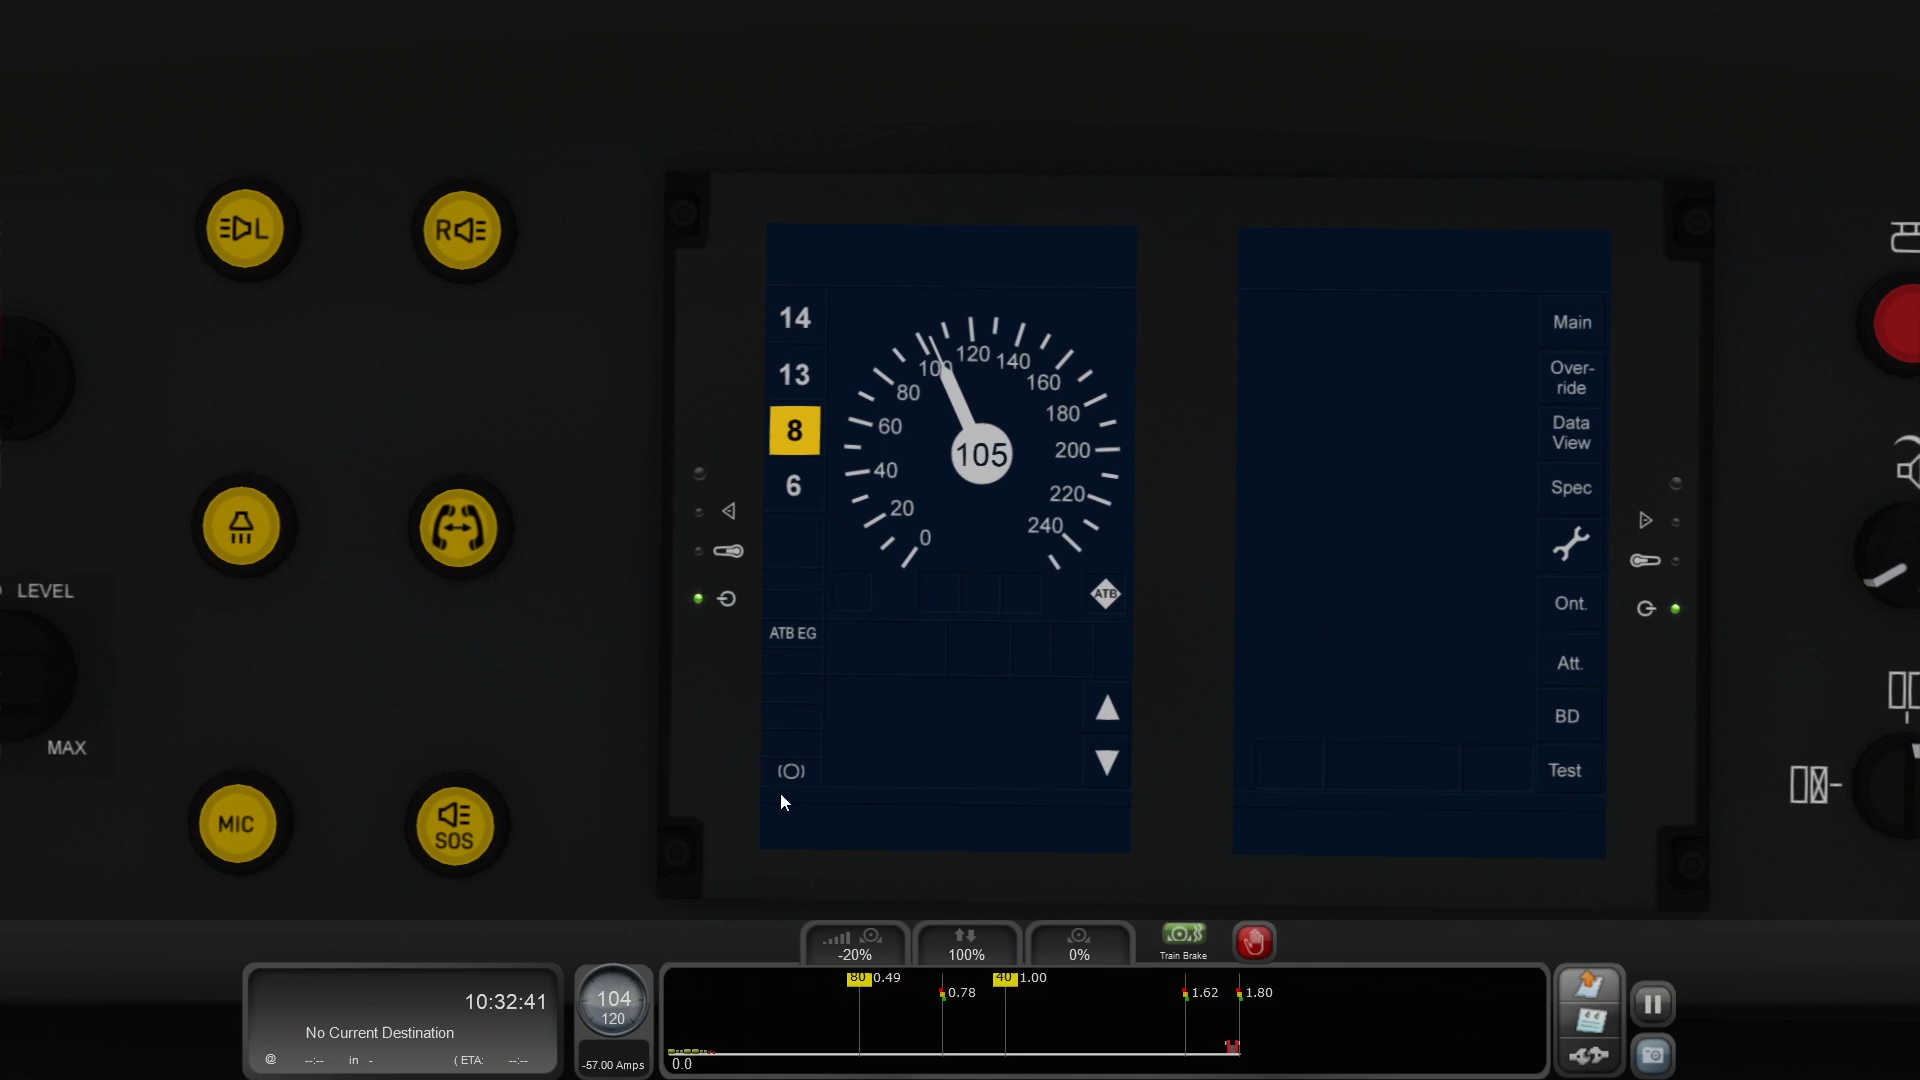 L
R
14
13
8
6
120
140
100
160
80
180
60
200
40
220
20
240
0
105
ATB
ATB EG
Main
Over-
ride
Data
View
Spec
Ont.
Att.
BD
Test
LEVEL
MAX
MIC
SOS
-20%
100%
0%
Train Brake
10:32:41
No Current Destination
@ --:-- in - ( ETA: --:--
104
120
-57.00 Amps
80 0.49
0.78
40 1.00
1.62
1.80
0.0